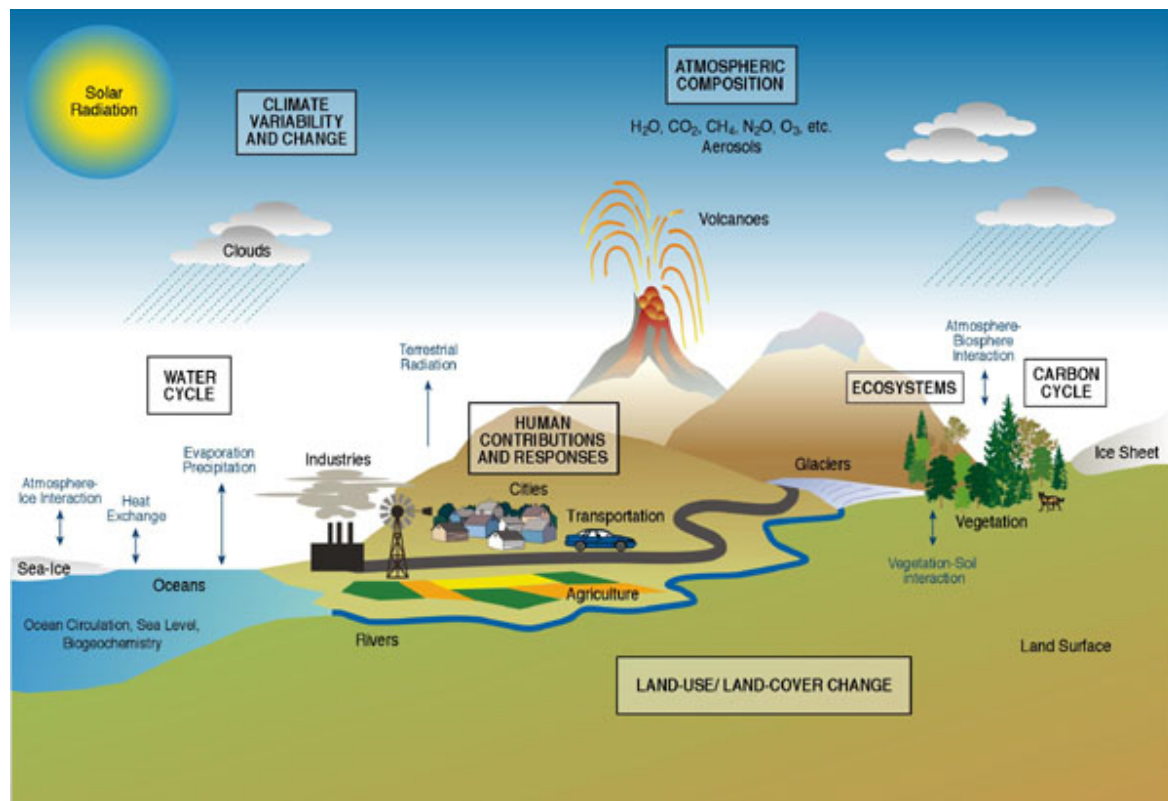 Solar
Radiation
CLIMATE
VARIABILITY
AND CHANGE
ATMOSPHERIC
COMPOSITION
H₂O, CO₂, CH₄, N₂O, O₃, etc.
Aerosols
Volcanoes
Clouds
Terrestrial
Radiation
Atmosphere-
Biosphere
Interaction
WATER
CYCLE
ECOSYSTEMS
CARBON
CYCLE
HUMAN
CONTRIBUTIONS
AND RESPONSES
Evaporation
Precipitation
Industries
Glaciers
Ice Sheet
Atmosphere-
Ice Interaction
Heat
Exchange
Cities
Transportation
Vegetation
Sea-Ice
Oceans
Vegetation-Soil
interaction
Agriculture
Ocean Circulation, Sea Level,
Biogeochemistry
Rivers
Land Surface
LAND-USE/ LAND-COVER CHANGE